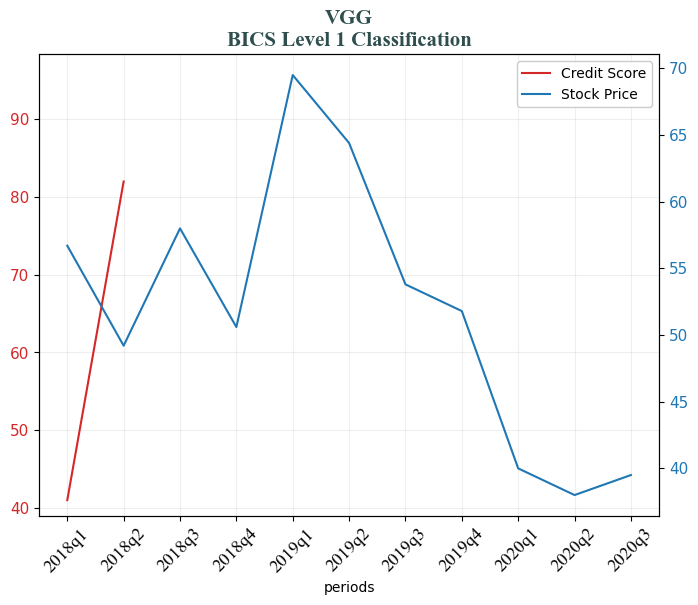 VGG
BICS Level 1 Classification
Credit Score
Stock Price
90
80
70
60
50
40
70
65
60
55
50
45
40
2018q1
2018q2
2018q3
2018q4
2019q1
2019q2
2019q3
2019q4
2020q1
2020q2
2020q3
periods